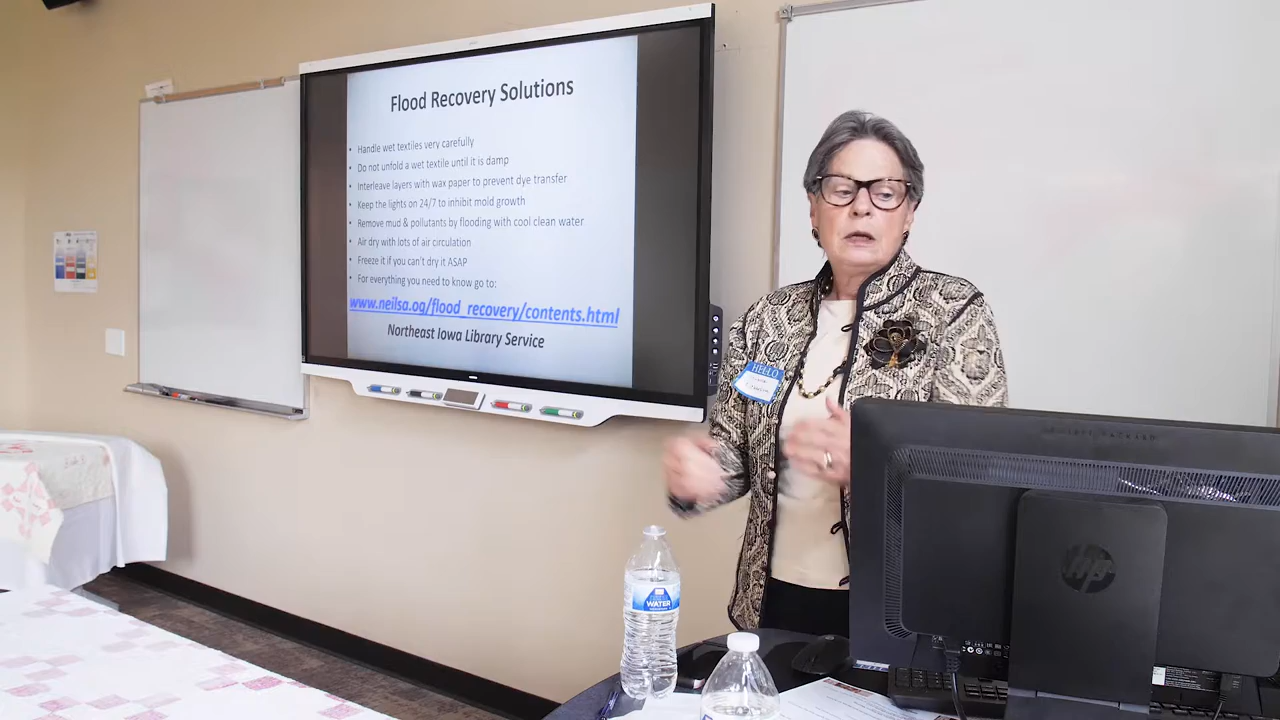 Flood Recovery Solutions
• Handle wet textiles very carefully
• Do not unfold a wet textile until it is damp
• Interleave layers with wax paper to prevent dye transfer
• Keep the lights on 24/7 to inhibit mold growth
• Remove mud & pollutants by flooding with cool clean water
• Air dry with lots of air circulation
• Freeze it if you can't dry it ASAP
• For everything you need to know go to:
www.neilsa.og/flood_recovery/contents.html
Northeast Iowa Library Service
HELLO
WATER
hp